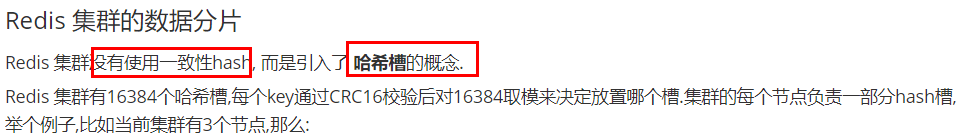 Redis 集群的数据分片
Redis 集群没有使用一致性hash, 而是引入了 哈希槽的概念.
Redis 集群有16384个哈希槽,每个key通过CRC16校验后对16384取模来决定放置哪个槽.集群的每个节点负责一部分hash槽,
举个例子,比如当前集群有3个节点,那么: